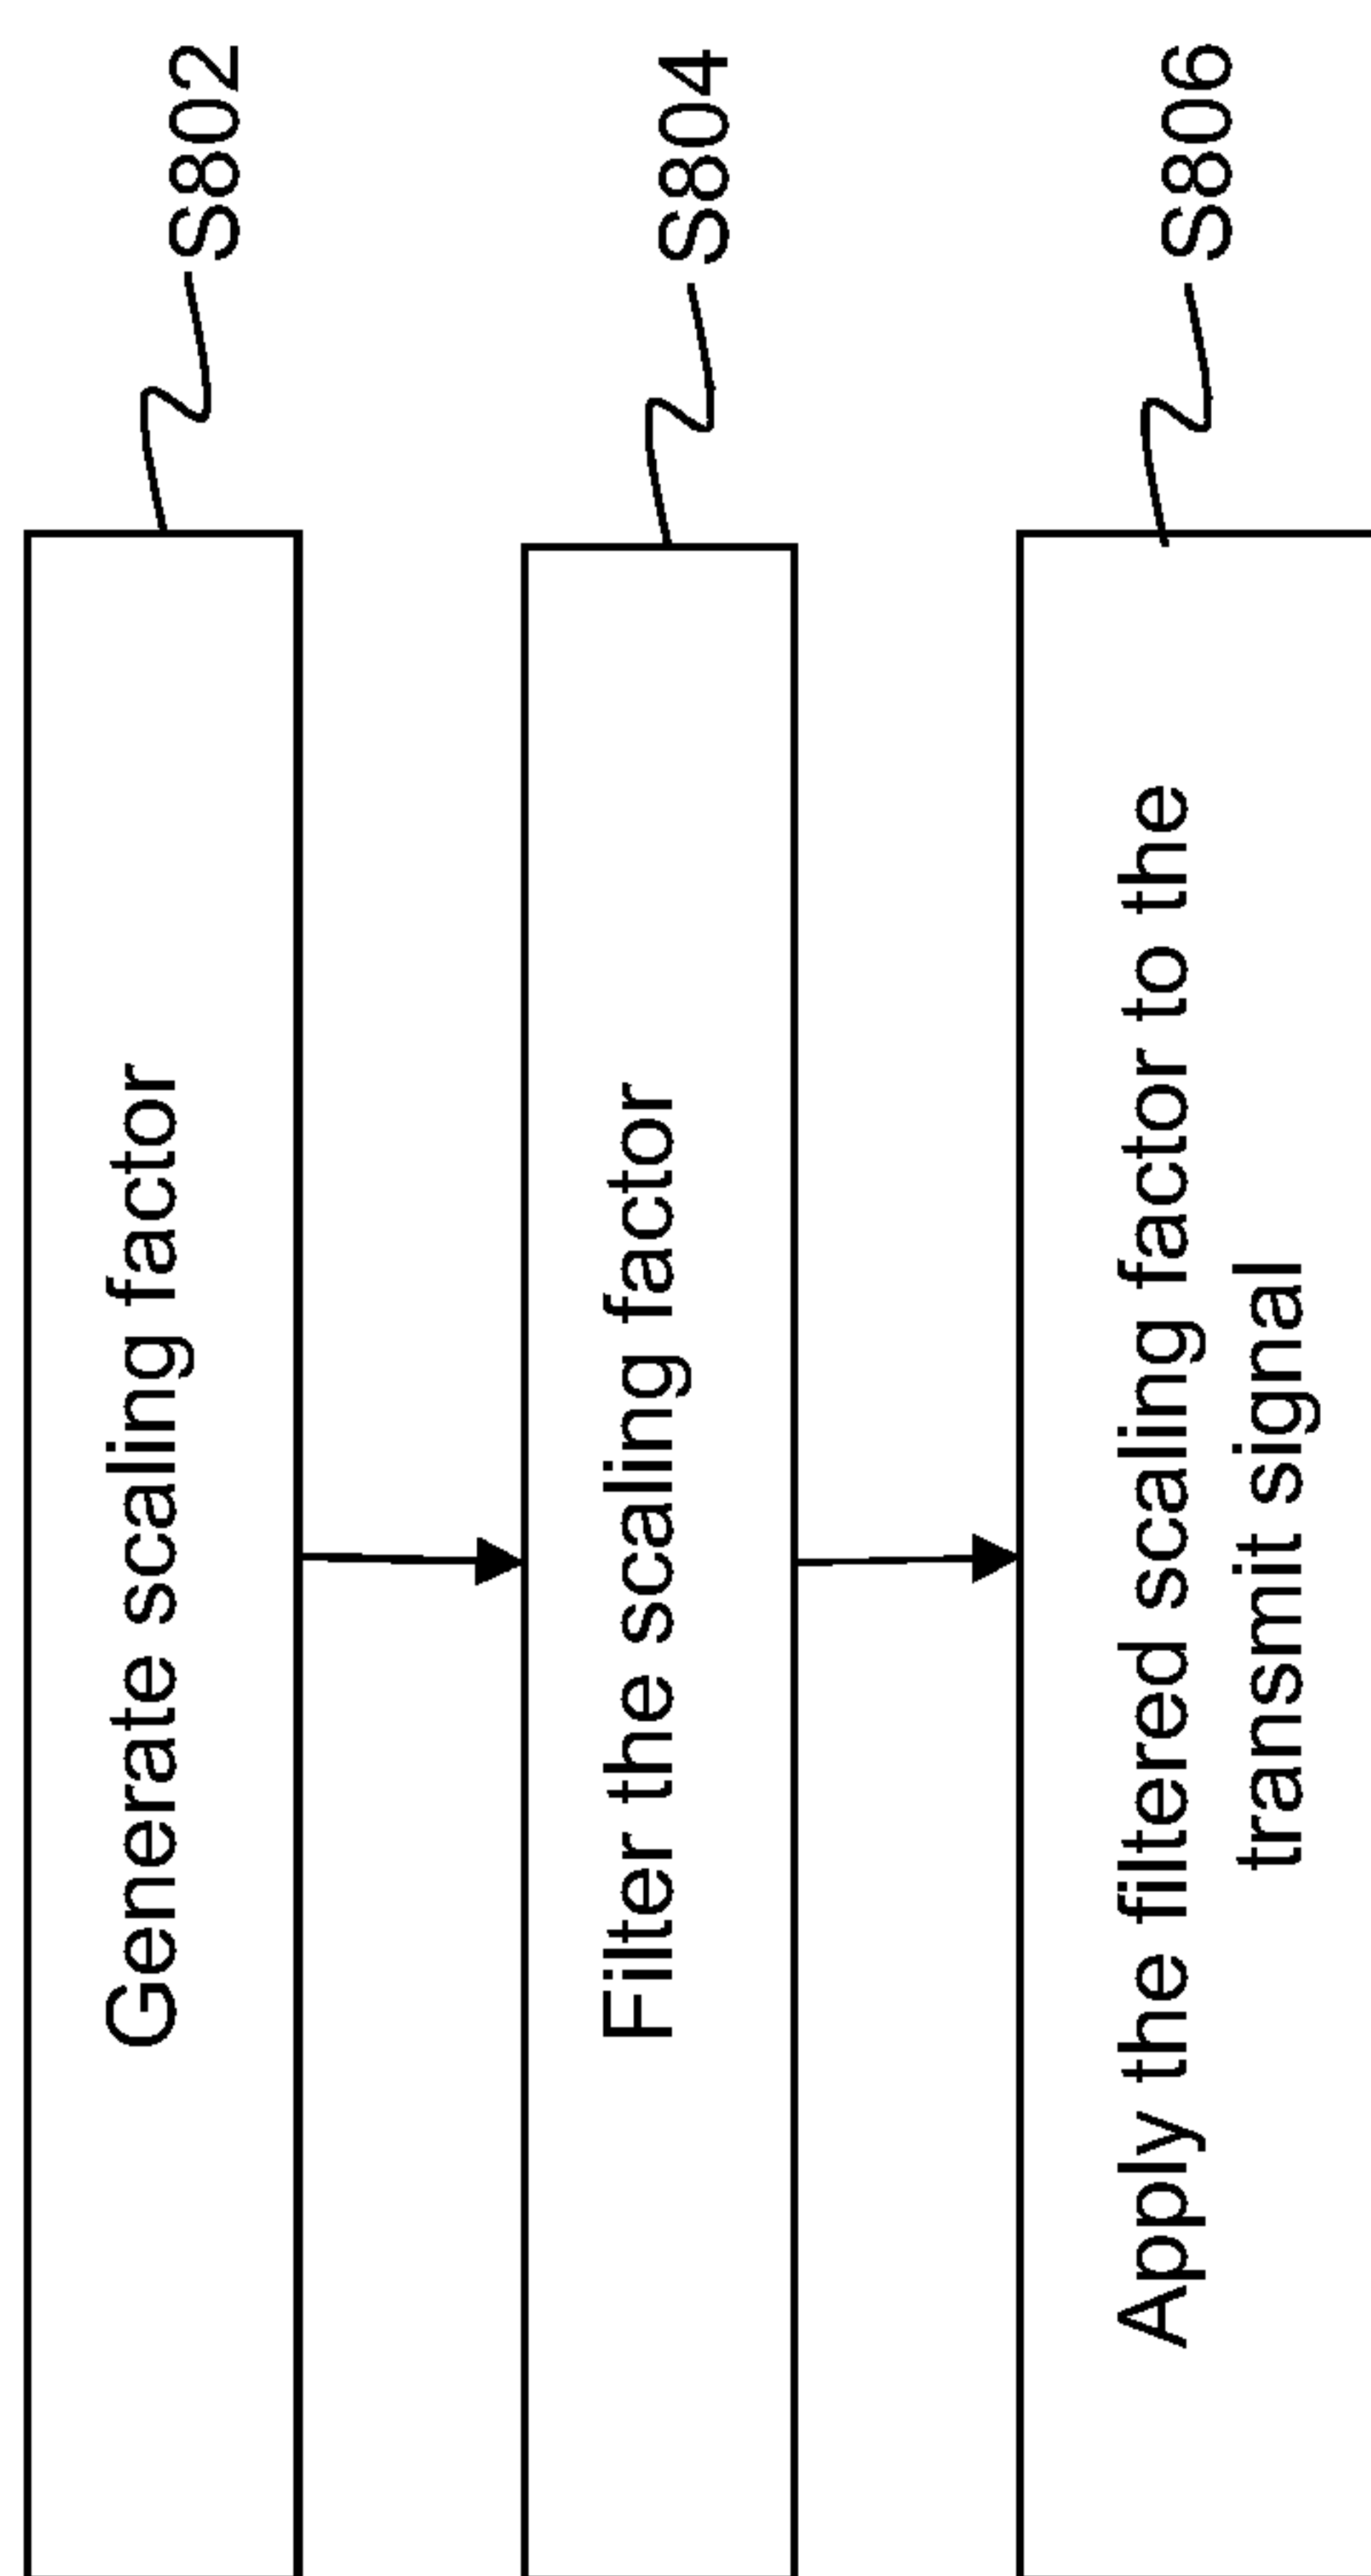 Generate scaling factor
S802
Filter the scaling factor
S804
Apply the filtered scaling factor to the
transmit signal
S806